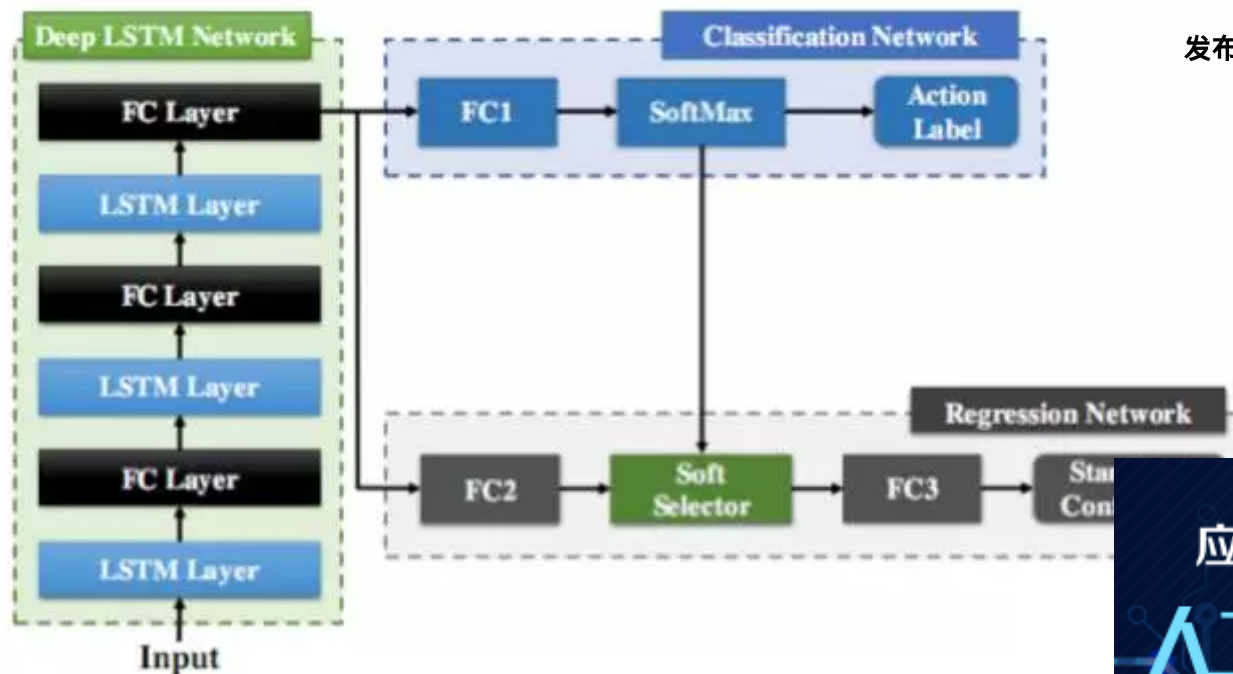 Deep LSTM Network
FC Layer
LSTM Layer
FC Layer
LSTM Layer
FC Layer
LSTM Layer
Input
Classification Network
FC1
SoftMax
Action
Label
Regression Network
FC2
Soft
Selector
FC3
发布
应